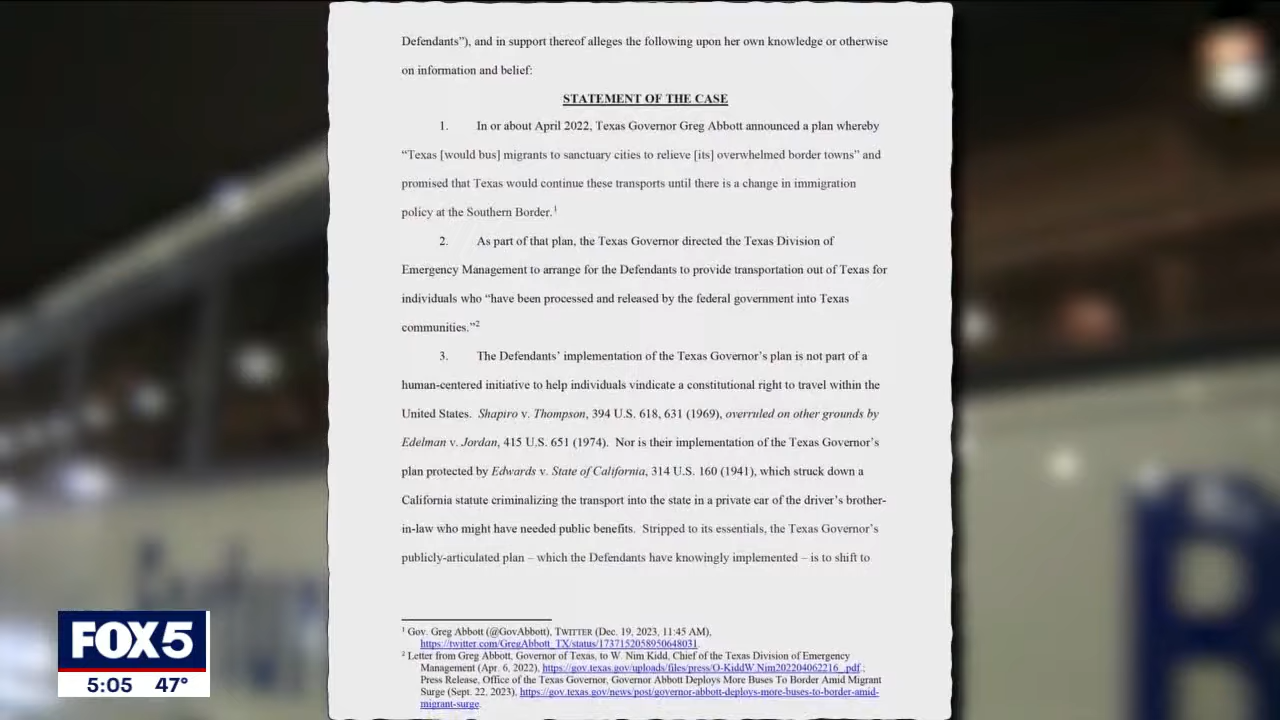 Defendants”), and in support thereof alleges the following upon her own knowledge or otherwise
on information and belief:
STATEMENT OF THE CASE
1. In or about April 2022, Texas Governor Greg Abbott announced a plan whereby
“Texas [would bus] migrants to sanctuary cities to relieve [its] overwhelmed border towns” and
promised that Texas would continue these transports until there is a change in immigration
policy at the Southern Border.1
2. As part of that plan, the Texas Governor directed the Texas Division of
Emergency Management to arrange for the Defendants to provide transportation out of Texas for
individuals who “have been processed and released by the federal government into Texas
communities.”2
3. The Defendants’ implementation of the Texas Governor’s plan is not part of a
human-centered initiative to help individuals vindicate a constitutional right to travel within the
United States. Shapiro v. Thompson, 394 U.S. 618, 631 (1969), overruled on other grounds by
Edelman v. Jordan, 415 U.S. 651 (1974). Nor is their implementation of the Texas Governor’s
plan protected by Edwards v. State of California, 314 U.S. 160 (1941), which struck down a
California statute criminalizing the transport into the state in a private car of the driver’s brother-
in-law who might have needed public benefits. Stripped to its essentials, the Texas Governor’s
publicly-articulated plan – which the Defendants have knowingly implemented – is to shift to
1 Gov. Greg Abbott (@GovAbbott), TWITTER (Dec. 19, 2023, 11:45 AM),
https://twitter.com/GregAbbott_TX/status/1737152058950648031.
2 Letter from Greg Abbott, Governor of Texas, to W. Nim Kidd, Chief of the Texas Division of Emergency
Management (Apr. 6, 2022), https://gov.texas.gov/uploads/files/press/O-KiddW.Nim202204062216_.pdf.;
Press Release, Office of the Texas Governor, Governor Abbott Deploys More Buses To Border Amid Migrant
Surge (Sept. 22, 2023), https://gov.texas.gov/news/post/governor-abbott-deploys-more-buses-to-border-amid-
migrant-surge.
FOX 5
5:05 47°
B